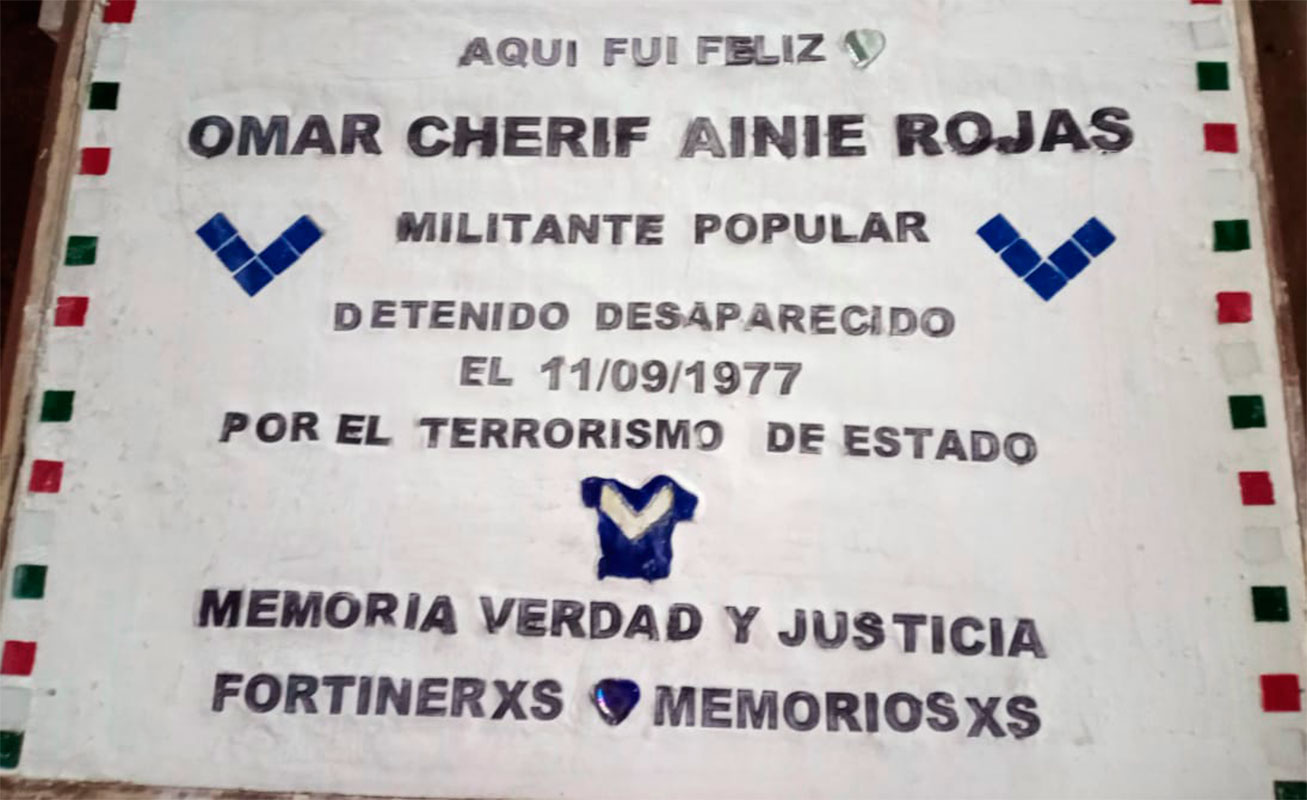 AQUI FUI FELIZ
OMAR CHERIF AINIE ROJAS
MILITANTE POPULAR
DETENIDO DESAPARECIDO
EL 11/09/1977
POR EL TERRORISMO DE ESTADO
MEMORIA VERDAD Y JUSTICIA
FORTINERXS MEMORIOSXS